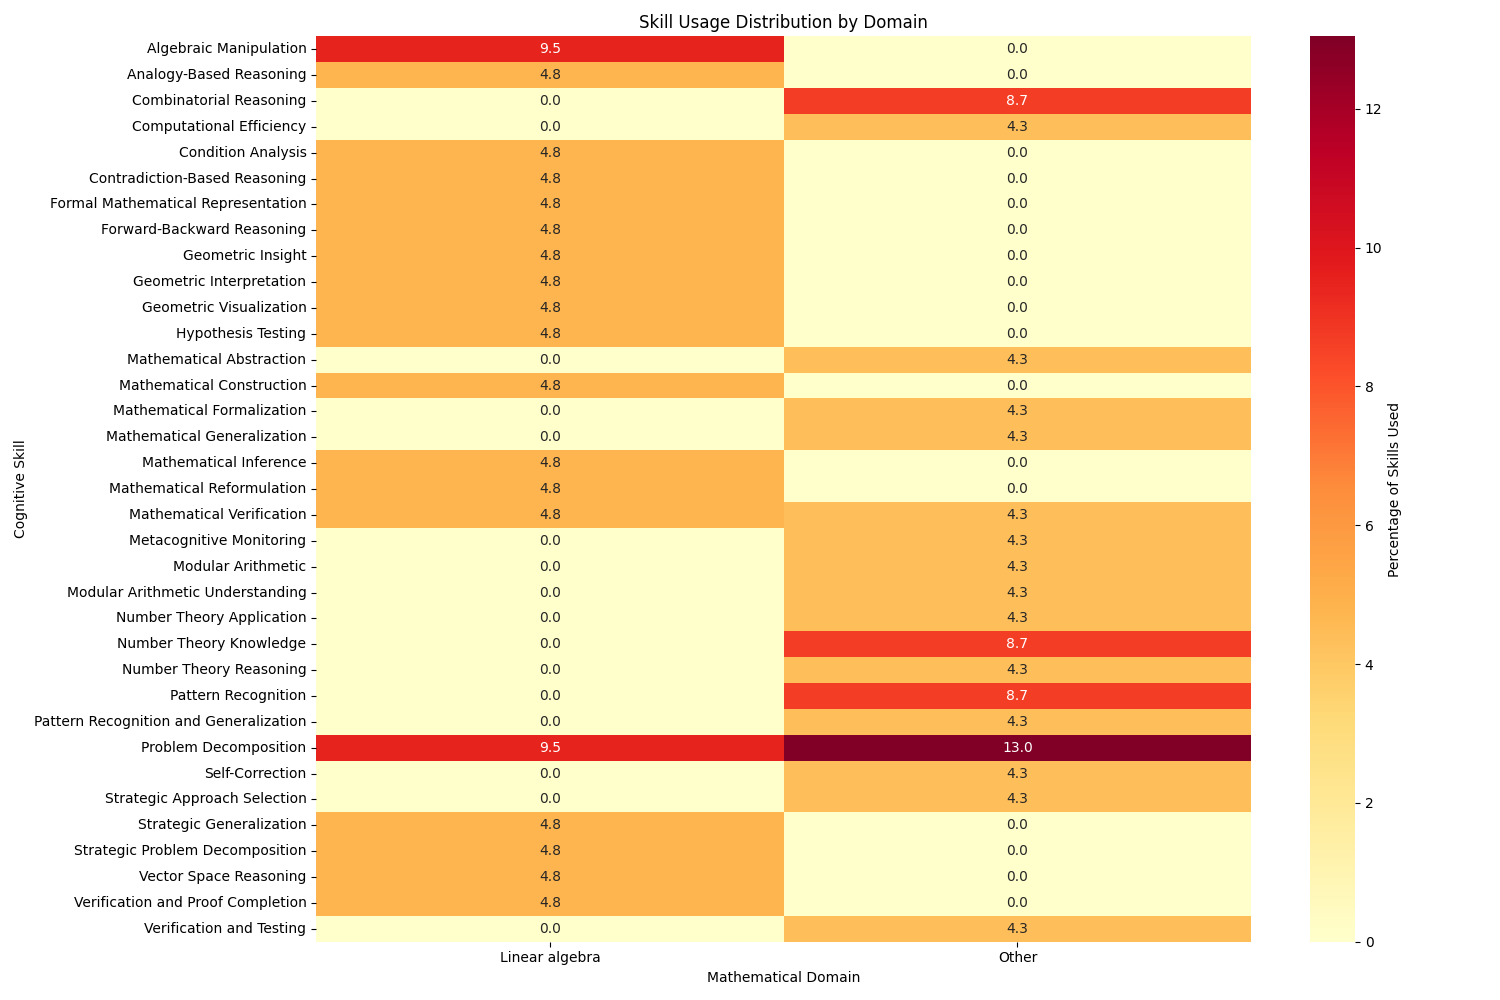 Skill Usage Distribution by Domain
Algebraic Manipulation 9.5 0.0
Analogy-Based Reasoning 4.8 0.0
Combinatorial Reasoning 0.0 8.7
Computational Efficiency 0.0 4.3
Condition Analysis 4.8 0.0
Contradiction-Based Reasoning 4.8 0.0
Formal Mathematical Representation 4.8 0.0
Forward-Backward Reasoning 4.8 0.0
Geometric Insight 4.8 0.0
Geometric Interpretation 4.8 0.0
Geometric Visualization 4.8 0.0
Hypothesis Testing 4.8 0.0
Mathematical Abstraction 0.0 4.3
Mathematical Construction 4.8 0.0
Mathematical Formalization 0.0 4.3
Mathematical Generalization 0.0 4.3
Mathematical Inference 4.8 0.0
Mathematical Reformulation 4.8 0.0
Mathematical Verification 4.8 4.3
Metacognitive Monitoring 0.0 4.3
Modular Arithmetic 0.0 4.3
Modular Arithmetic Understanding 0.0 4.3
Number Theory Application 0.0 4.3
Number Theory Knowledge 0.0 8.7
Number Theory Reasoning 0.0 4.3
Pattern Recognition 0.0 8.7
Pattern Recognition and Generalization 0.0 4.3
Problem Decomposition 9.5 13.0
Self-Correction 0.0 4.3
Strategic Approach Selection 0.0 4.3
Strategic Generalization 4.8 0.0
Strategic Problem Decomposition 4.8 0.0
Vector Space Reasoning 4.8 0.0
Verification and Proof Completion 4.8 0.0
Verification and Testing 0.0 4.3
Cognitive Skill
Linear algebra Other
Mathematical Domain
12
10
8
6
4
2
0
Percentage of Skills Used